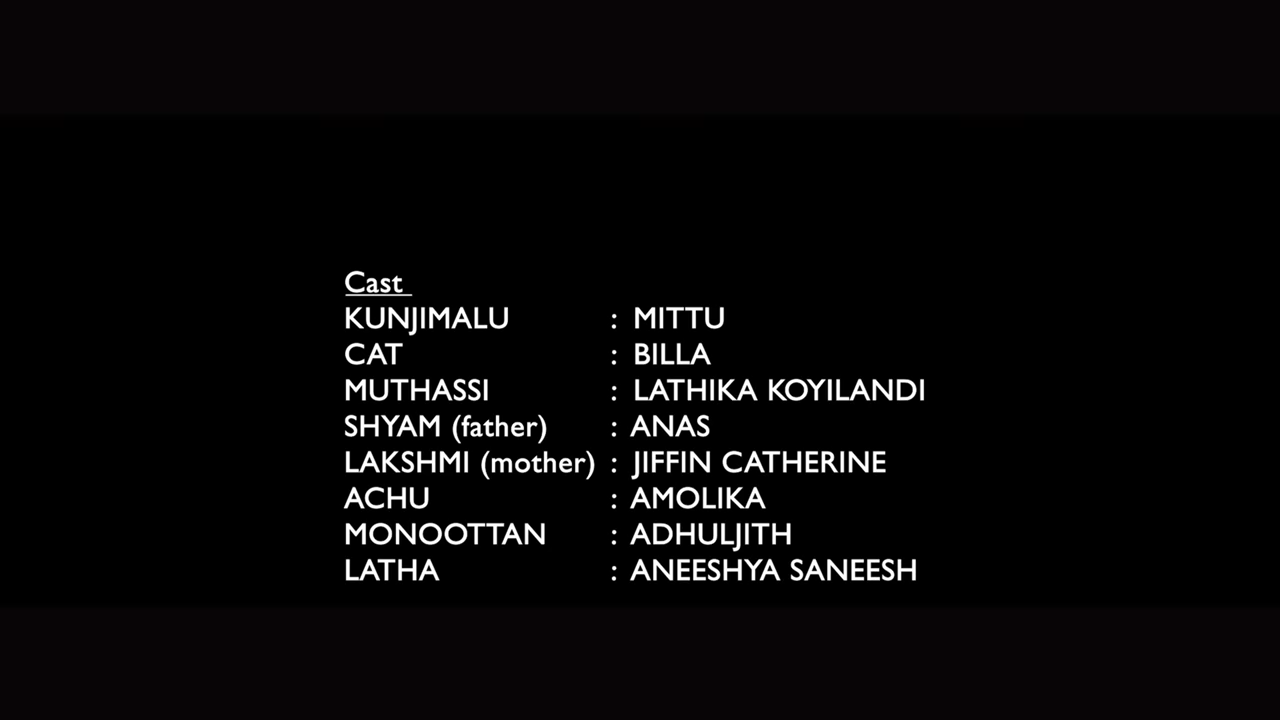 Cast
KUNJIMALU : MITTU
CAT : BILLA
MUTHASSI : LATHIKA KOYILANDI
SHYAM (father) : ANAS
LAKSHMI (mother) : JIFFIN CATHERINE
ACHU : AMOLIKA
MONOOTTAN : ADHULJITH
LATHA : ANEESHYA SANEESH